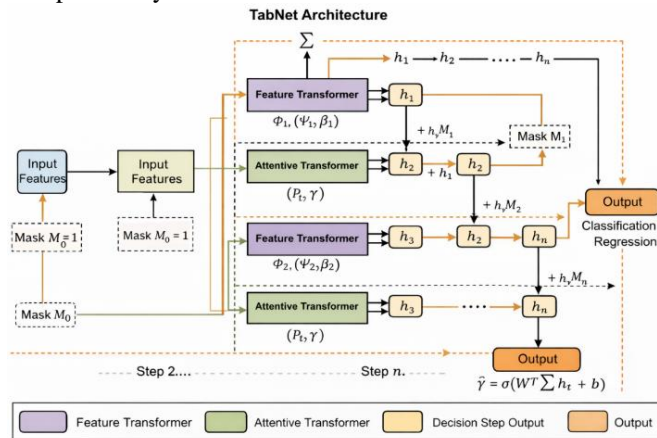 TabNet Architecture
∑
h₁ h₂ ..... hₙ
Feature Transformer
h₁
Φ₁, (Ψ₁, β₁)
+ hᵥM₁
Mask M₁
Input
Features
Input
Features
Attentive Transformer
h₂
+ h₁
h₂
(Pₜ, γ)
Output
Classification
Regression
Mask M₀=1
Mask M₀ = 1
+ hᵥM₂
Feature Transformer
h₃
h₂
hₙ
Φ₂, (Ψ₂, β₂)
+ hᵥMₙ
Mask M₀
Attentive Transformer
h₃
.....
hₙ
(Pₜ, γ)
Step 2....
Step n.
Output
ŷ = σ(Wᵀ ∑ hₜ + b)
Feature Transformer
Attentive Transformer
Decision Step Output
Output